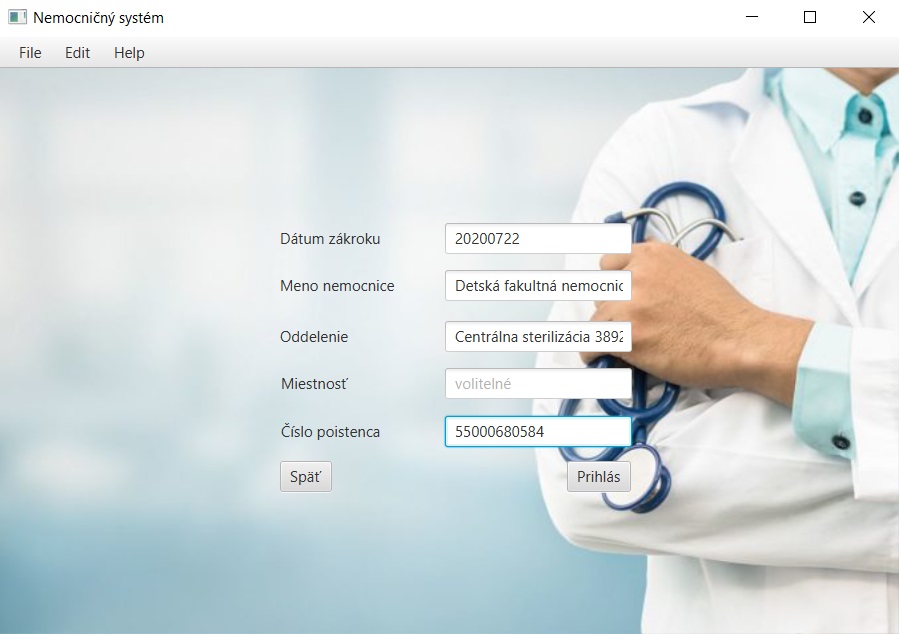 Nemocničný systém
File Edit Help
Dátum zákroku 20200722
Meno nemocnice Detská fakultná nemocnic
Oddelenie Centrálna sterilizácia 3892
Miestnosť voliteľné
Číslo poistenca 55000680584
Späť Prihlás